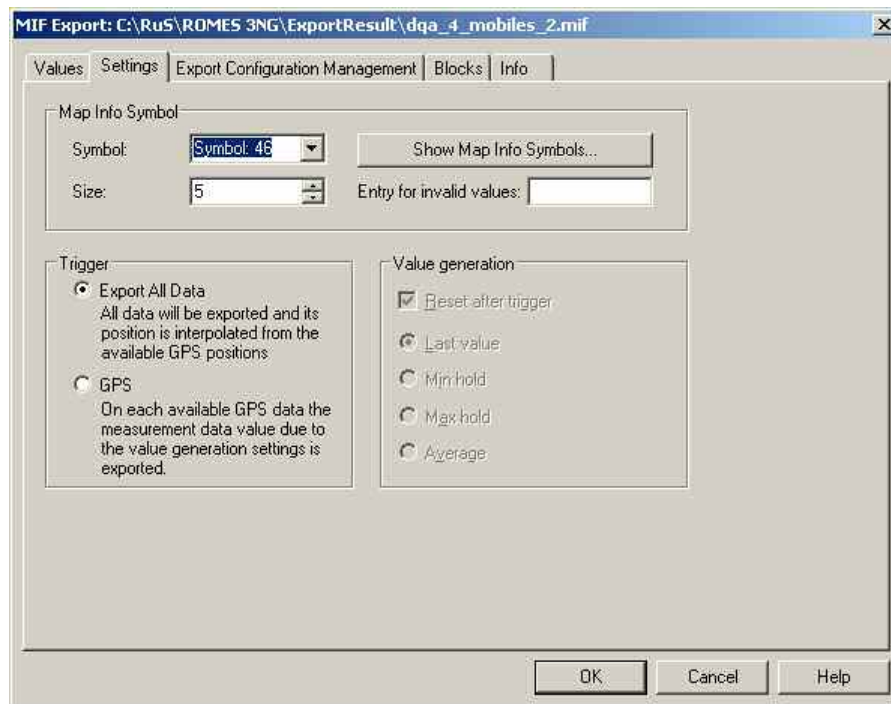 MIF Export: C:\RuS\ROMES 3NG\ExportResult\dqa_4_mobiles_2.mif
Values Settings Export Configuration Management Blocks Info
Map Info Symbol
Symbol: Symbol: 46 Show Map Info Symbols...
Size: 5 Entry for invalid values:
Trigger
Export All Data
All data will be exported and its
position is interpolated from the
available GPS positions
GPS
On each available GPS data the
measurement data value due to
the value generation settings is
exported.
Value generation
Reset after trigger
Last value
Min hold
Max hold
Average
OK Cancel Help